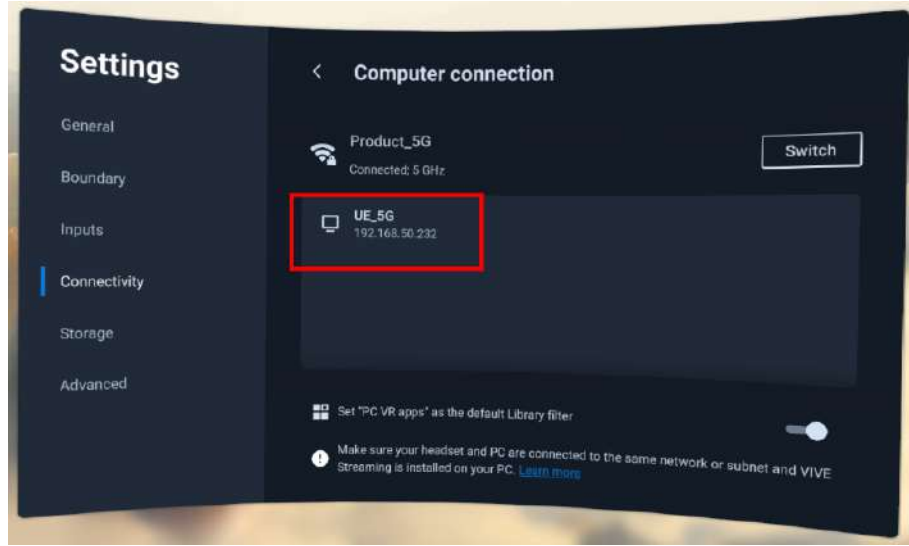 Settings
General
Boundary
Inputs
Connectivity
Storage
Advanced
Computer connection
Product_5G
Connected; 5 GHz
Switch
UE_5G
192.168.50.232
Set "PC VR apps" as the default Library filter
Make sure your headset and PC are connected to the same network or subnet and VIVE
Streaming is installed on your PC. Learn more